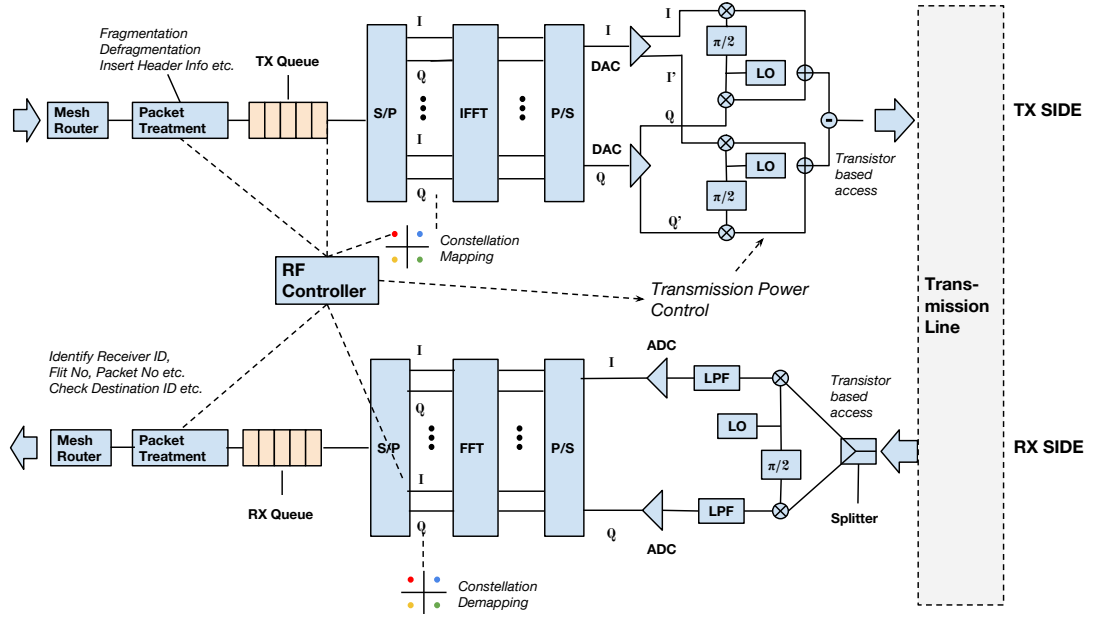 Fragmentation
Defragmentation
Insert Header Info etc.
TX Queue
Mesh
Router
Packet
Treatment
S/P
I
Q
I
Q
IFFT
P/S
I
DAC
DAC
Q
I
I'
Q
Q'
π/2
LO
LO
π/2
-
Transistor
based
access
TX SIDE
Constellation
Mapping
RF
Controller
Transmission Power
Control
Trans-
mission
Line
Identify Receiver ID,
Flit No, Packet No etc.
Check Destination ID etc.
Mesh
Router
Packet
Treatment
RX Queue
S/P
I
Q
I
Q
FFT
P/S
I
Q
ADC
ADC
LPF
LPF
LO
π/2
Transistor
based
access
Splitter
RX SIDE
Constellation
Demapping